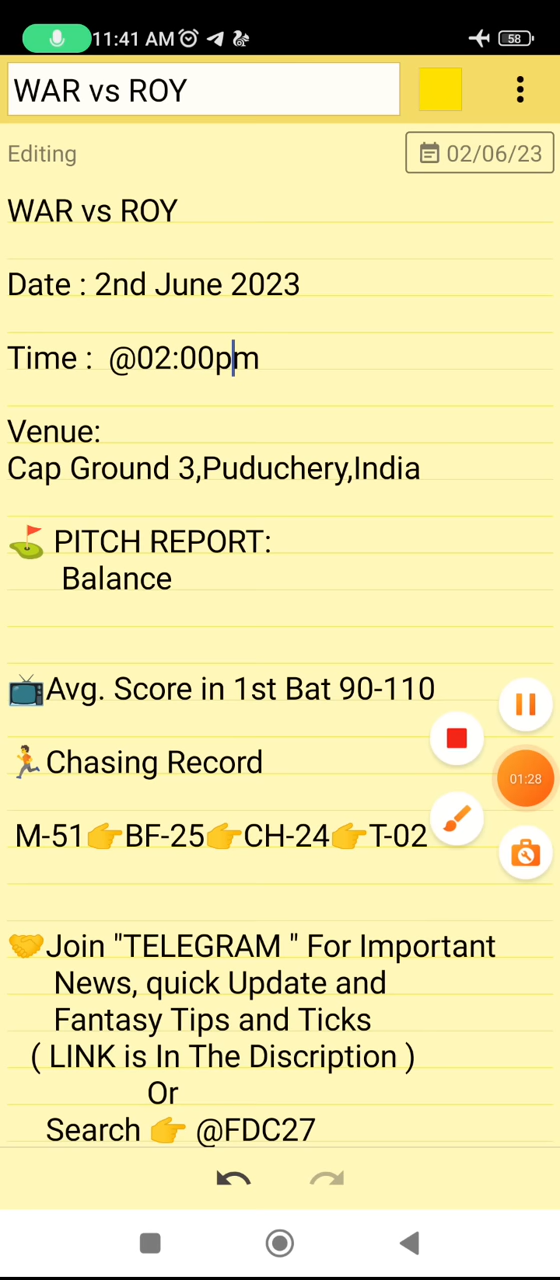 11:41 AM 58
WAR vs ROY
Editing 02/06/23
WAR vs ROY
Date : 2nd June 2023
Time : @02:00pm
Venue:
Cap Ground 3,Puduchery,India
⛳ PITCH REPORT:
Balance
📺Avg. Score in 1st Bat 90-110
🏃Chasing Record
01:28
M-51👉BF-25👉CH-24👉T-02
🤝Join "TELEGRAM " For Important
News, quick Update and
Fantasy Tips and Ticks
( LINK is In The Discription )
Or
Search 👉 @FDC27